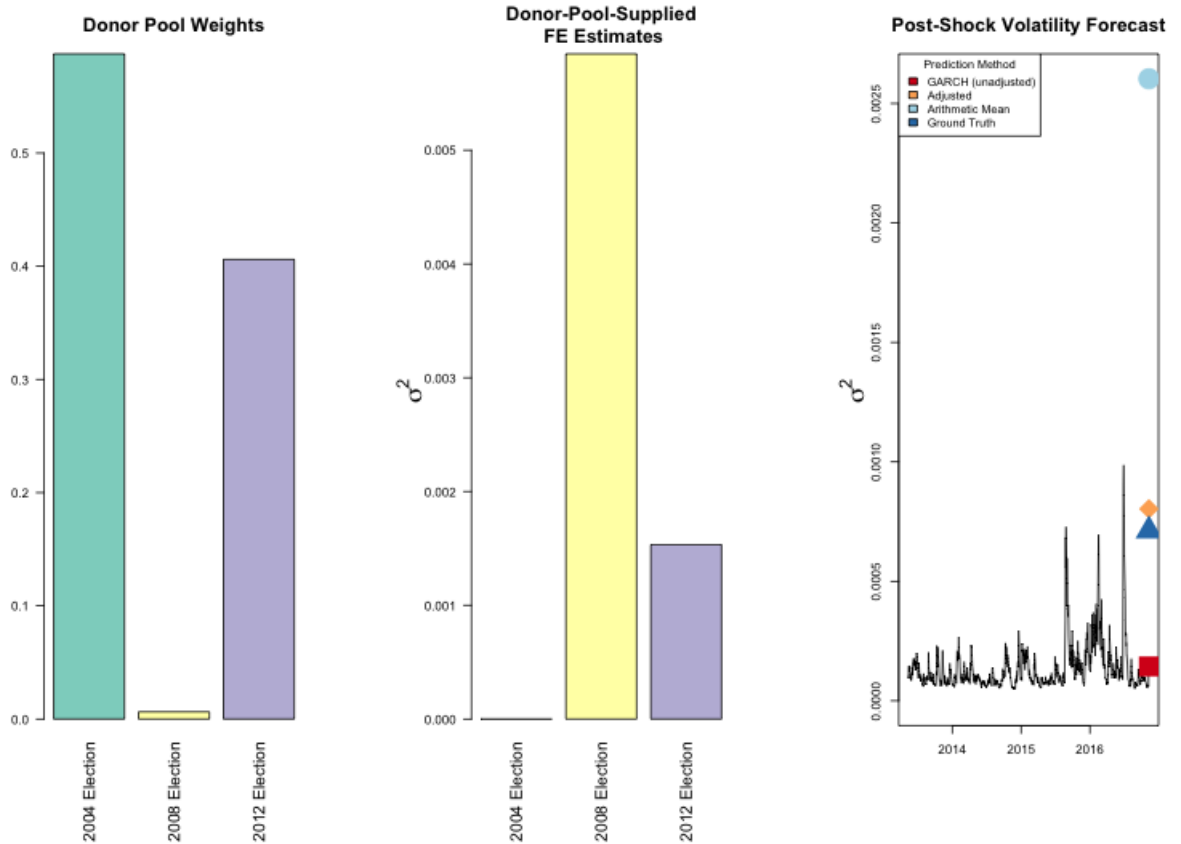 Donor Pool Weights
0.5
0.4
0.3
0.2
0.1
0.0
2004 Election
2008 Election
2012 Election
Donor-Pool-Supplied
FE Estimates
σ²
0.005
0.004
0.003
0.002
0.001
0.000
2004 Election
2008 Election
2012 Election
Post-Shock Volatility Forecast
Prediction Method
GARCH (unadjusted)
Adjusted
Arithmetic Mean
Ground Truth
σ²
0.0025
0.0020
0.0015
0.0010
0.0005
0.0000
2014
2015
2016